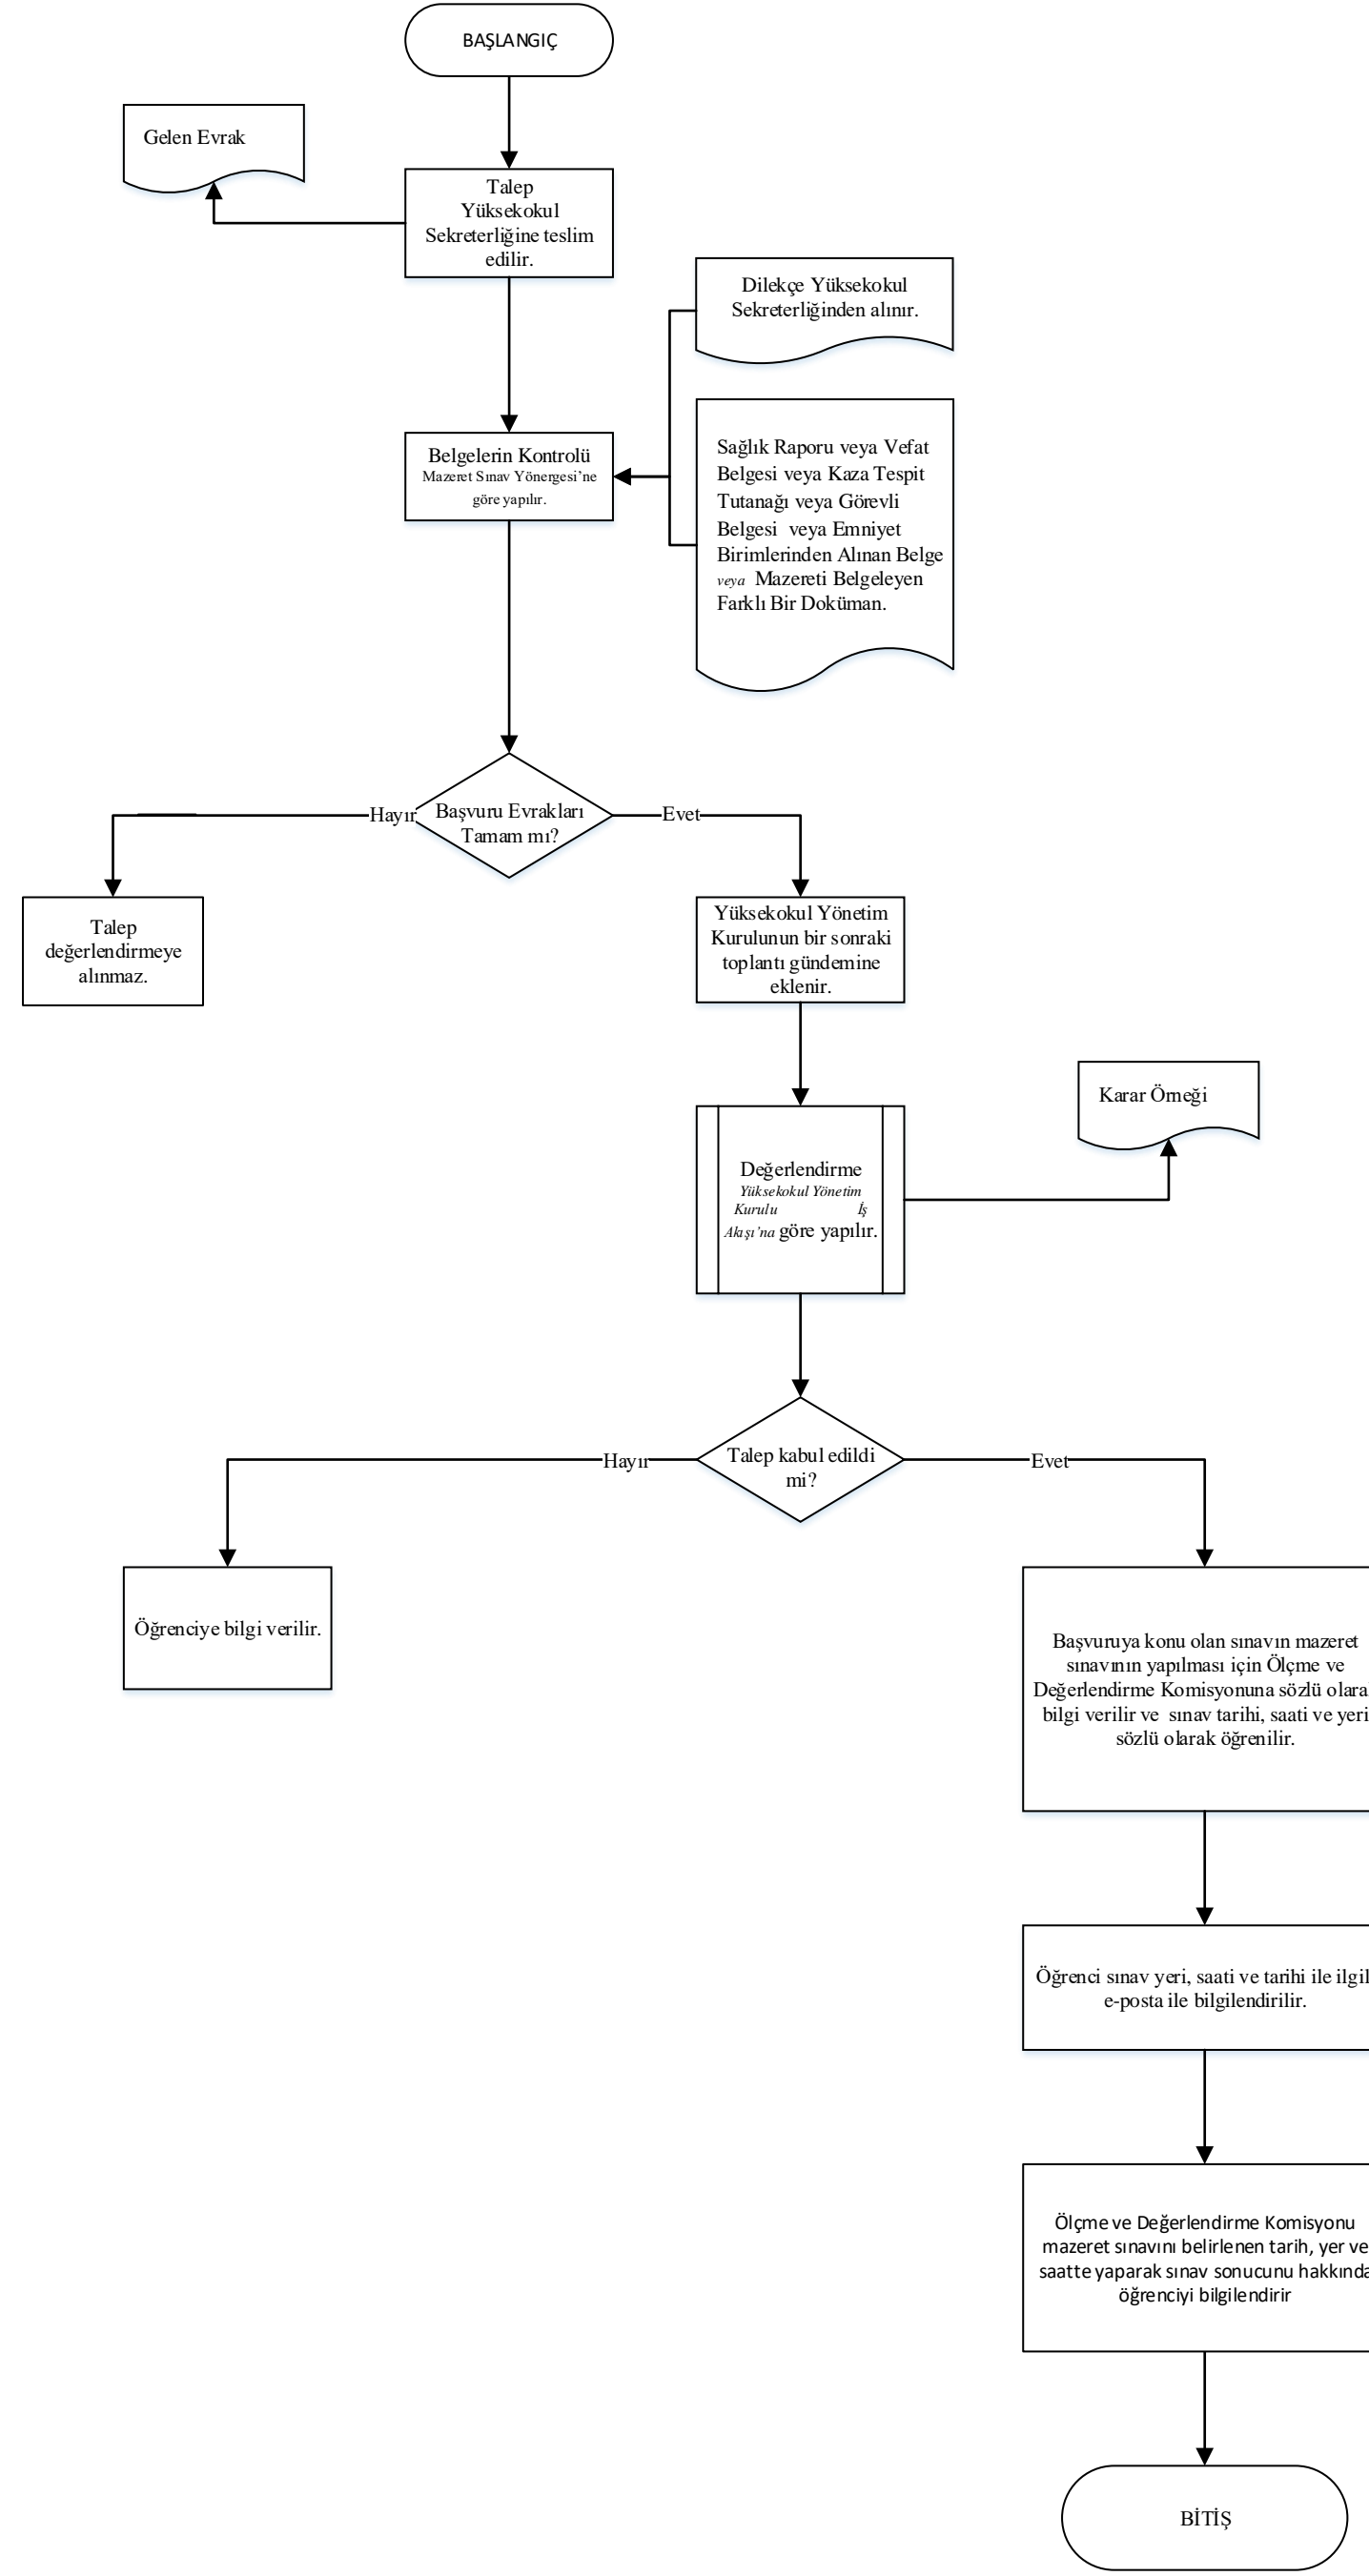 BAŞLANGIÇ
Gelen Evrak
Talep
Yüksekokul
Sekreterliğine teslim
edilir.
Dilekçe Yüksekokul
Sekreterliğinden alınır.
Belgelerin Kontrolü
Mazeret Sınav Yönergesi’ne
göre yapılır.
Sağlık Raporu veya Vefat
Belgesi veya Kaza Tespit
Tutanağı veya Görevli
Belgesi veya Emniyet
Birimlerinden Alınan Belge
veya Mazereti Belgeleyen
Farklı Bir Doküman.
Hayır
Başvuru Evrakları
Tamam mı?
Evet
Talep
değerlendirmeye
alınmaz.
Yüksekokul Yönetim
Kurulunun bir sonraki
toplantı gündemine
eklenir.
Karar Örneği
Değerlendirme
Yüksekokul Yönetim
Kurulu İş
Akışı’na göre yapılır.
Hayır
Talep kabul edildi
mi?
Evet
Öğrenciye bilgi verilir.
Başvuruya konu olan sınavın mazeret
sınavının yapılması için Ölçme ve
Değerlendirme Komisyonuna sözlü olara
bilgi verilir ve sınav tarihi, saati ve yeri
sözlü olarak öğrenilir.
Öğrenci sınav yeri, saati ve tarihi ile ilgil
e-posta ile bilgilendirilir.
Ölçme ve Değerlendirme Komisyonu
mazeret sınavını belirlenen tarih, yer ve
saatte yaparak sınav sonucunu hakkında
öğrenciyi bilgilendirir
BİTİŞ